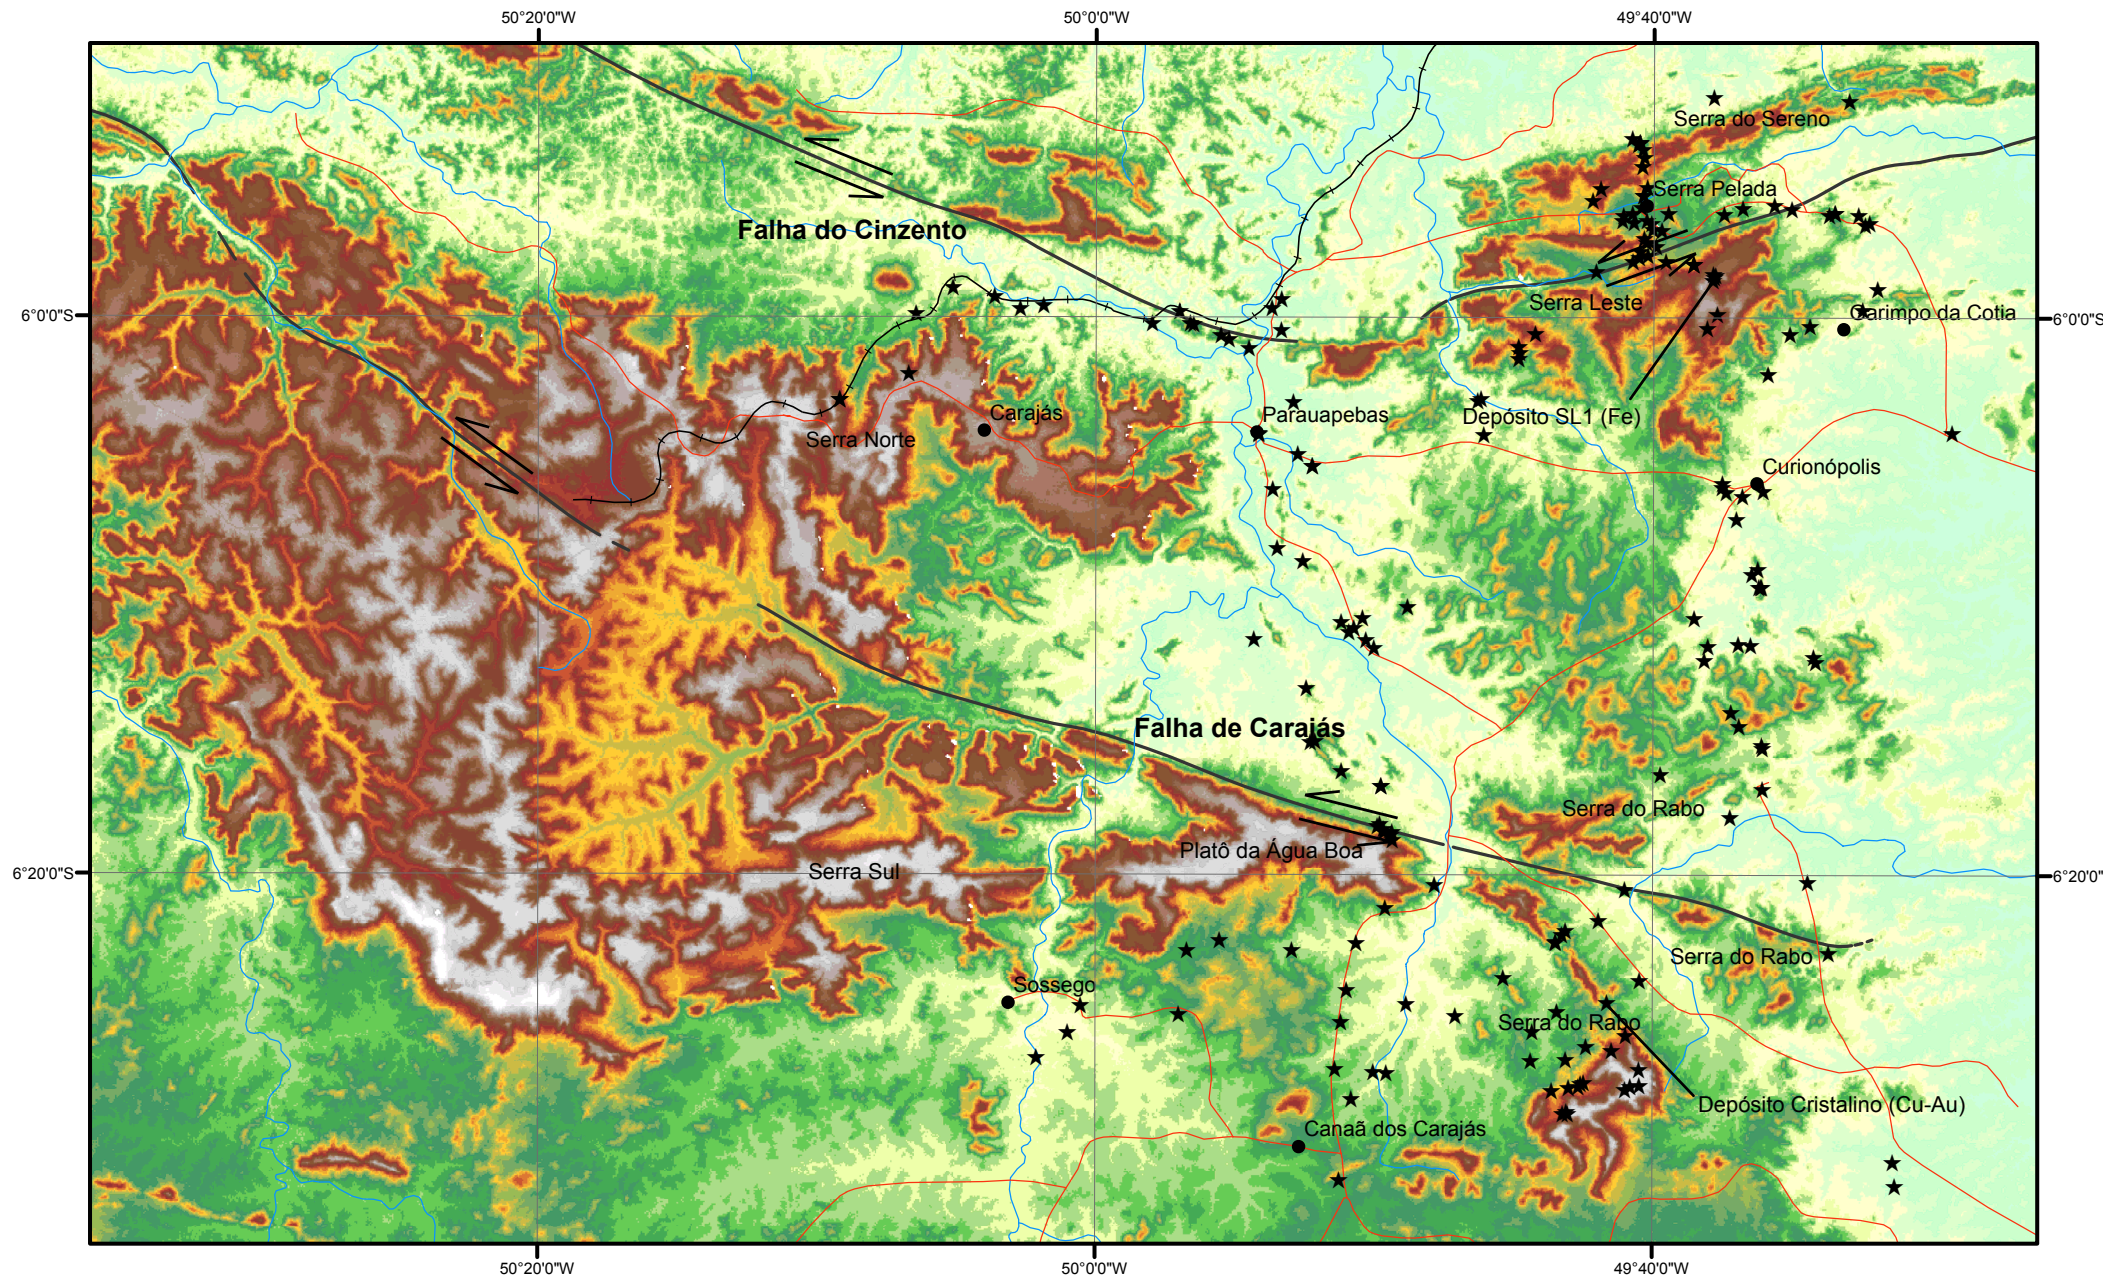 50°20'0"W
50°0'0"W
49°40'0"W
Serra do Sereno
Serra Pelada
Falha do Cinzento
Serra Leste
6°0'0"S
Garimpo da Cotia
6°0'0"S
Carajás
Parauapebas
Depósito SL1 (Fe)
Serra Norte
Curionópolis
Falha de Carajás
Serra do Rabo
Platô da Água Boa
6°20'0"S
Serra Sul
6°20'0"
Serra do Rabo
Sossego
Serra do Rabo
Depósito Cristalino (Cu-Au)
Canaã dos Carajás
50°20'0"W
50°0'0"W
49°40'0"W